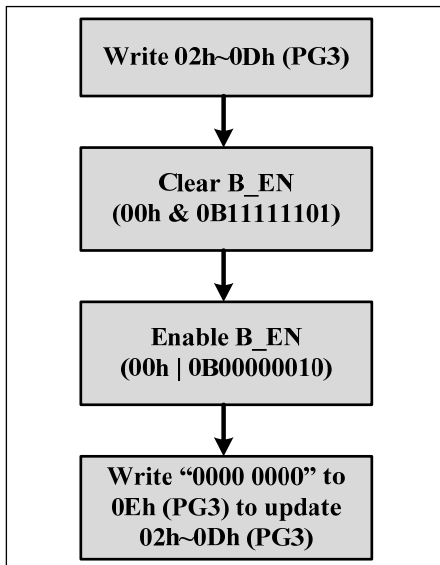 Write 02h~0Dh (PG3)
Clear B_EN
(00h & 0B11111101)
Enable B_EN
(00h | 0B00000010)
Write “0000 0000” to
0Eh (PG3) to update
02h~0Dh (PG3)